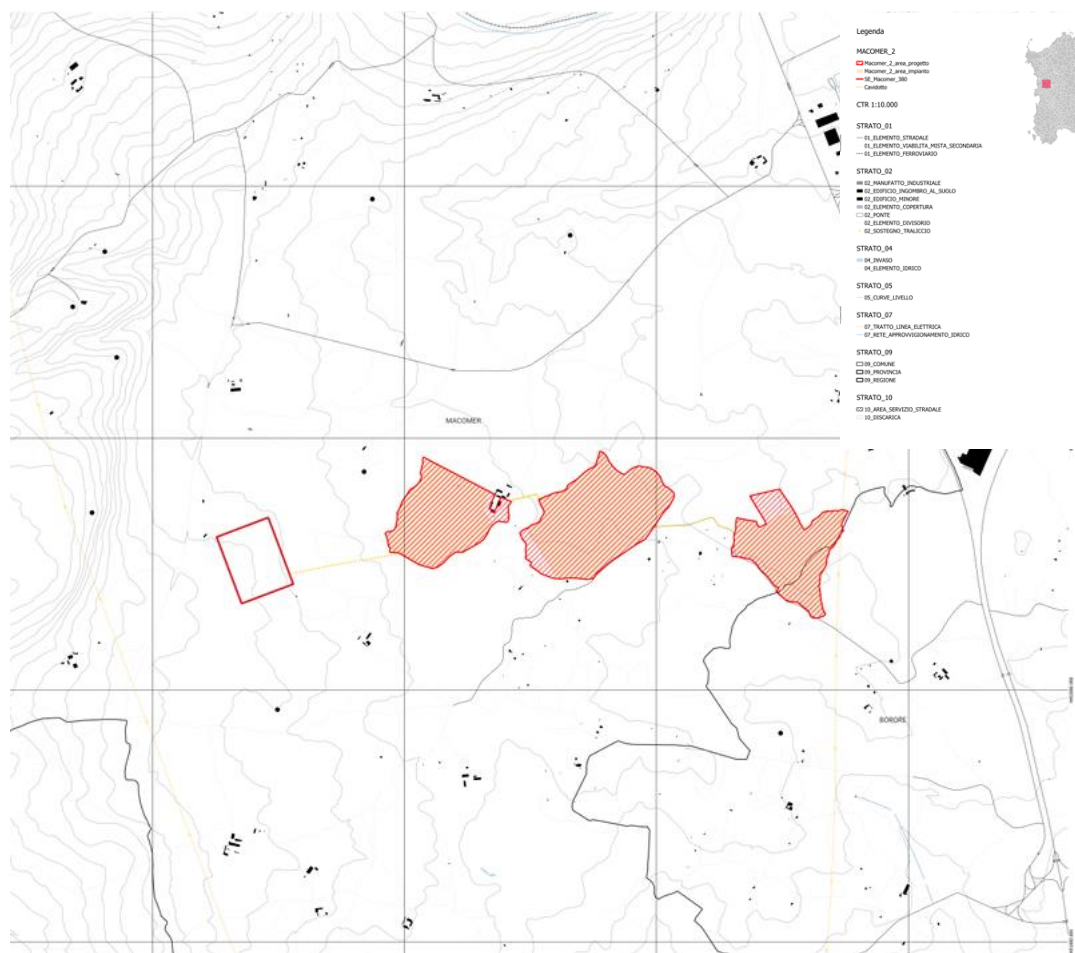 Legenda
MACOMER_2
Macomer_2_area_progetto
Macomer_2_area_impianto
SE_Macomer_380
Cavidotto
CTR 1:10.000
STRATO_01
01_ELEMENTO_STRADALE
01_ELEMENTO_VIABILITA_MISTA_SECONDARIA
01_ELEMENTO_FERROVIARIO
STRATO_02
02_MANUFATTO_INDUSTRIALE
02_EDIFICIO_INGOMBRO_AL_SUOLO
02_EDIFICIO_MINORE
02_ELEMENTO_COPERTURA
02_PONTE
02_ELEMENTO_DIVISORIO
02_SOSTEGNO_TRALICCIO
STRATO_04
04_INVASO
04_ELEMENTO_IDRICO
STRATO_05
05_CURVE_LIVELLO
STRATO_07
07_TRATTO_LINEA_ELETTRICA
07_RETE_APPROVVIGIONAMENTO_IDRICO
STRATO_09
09_COMUNE
09_PROVINCIA
09_REGIONE
STRATO_10
10_AREA_SERVIZIO_STRADALE
10_DISCARICA
MACOMER
BORORE